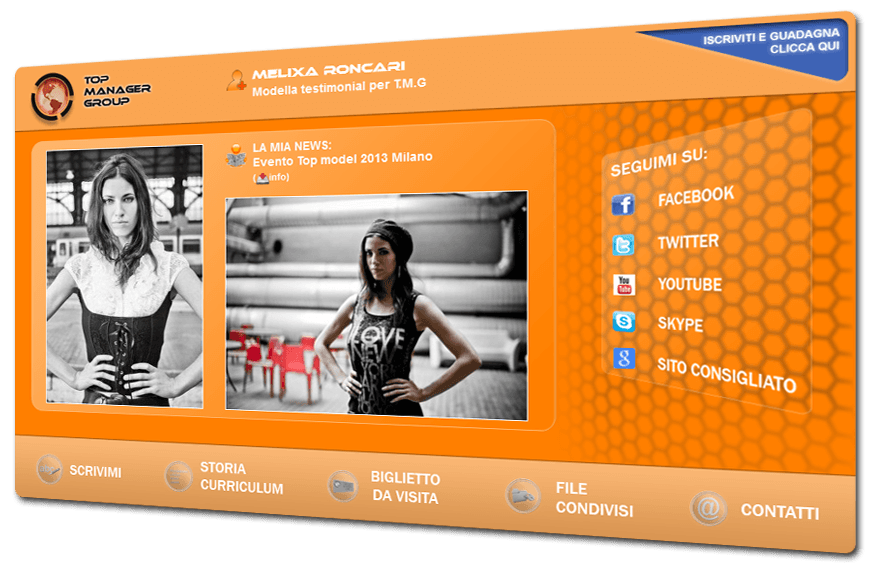 TOP
MANAGER
GROUP
MELIXA RONCARI
Modella testimonial per T.M.G
ISCRIVITI E GUADAGNA
CLICCA QUI
LA MIA NEWS:
Evento Top model 2013 Milano
( info)
LOVE
NEW
SEGUIMI SU:
f FACEBOOK
t TWITTER
You
Tube YOUTUBE
S SKYPE
g SITO CONSIGLIATO
SCRIVIMI
STORIA
CURRICULUM
BIGLIETTO
DA VISITA
FILE
CONDIVISI
@ CONTATTI